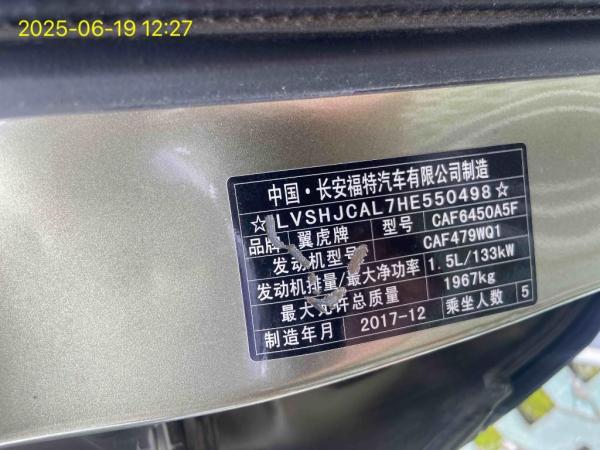 2025-06-19 12:27
中国·长安福特汽车有限公司制造
☆LVSHJCAL7HE550498☆
品牌 翼虎牌 型号 CAF6450A5F
发动机型号 CAF479WQ1
发动机排量/最大净功率 1.5L/133kW
最大允许总质量 1967kg
制造年月 2017-12 乘坐人数 5